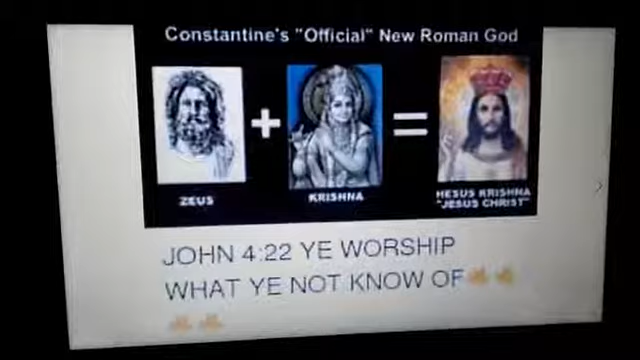 Constantine's "Official" New Roman God
ZEUS
KRISHNA
HESUS KRISHNA
"JESUS CHRIST"
JOHN 4:22 YE WORSHIP
WHAT YE NOT KNOW OF